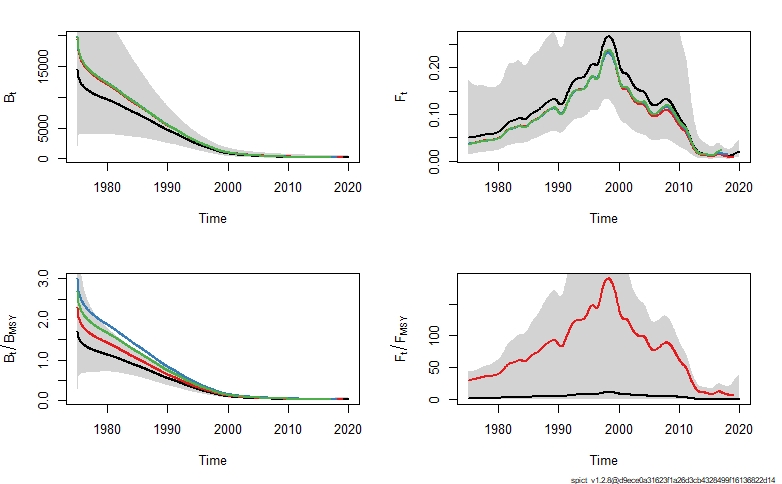 Bt
0 5000 15000
1980 1990 2000 2010 2020
Time
Ft
0.00 0.10 0.20
1980 1990 2000 2010 2020
Time
Bt/BMSY
0.0 1.0 2.0 3.0
1980 1990 2000 2010 2020
Time
Ft/FMSY
0 50 100
1980 1990 2000 2010 2020
Time
spict_v1.2.8@d9ece0a31623f1a26d3cb4328499f16136822d14